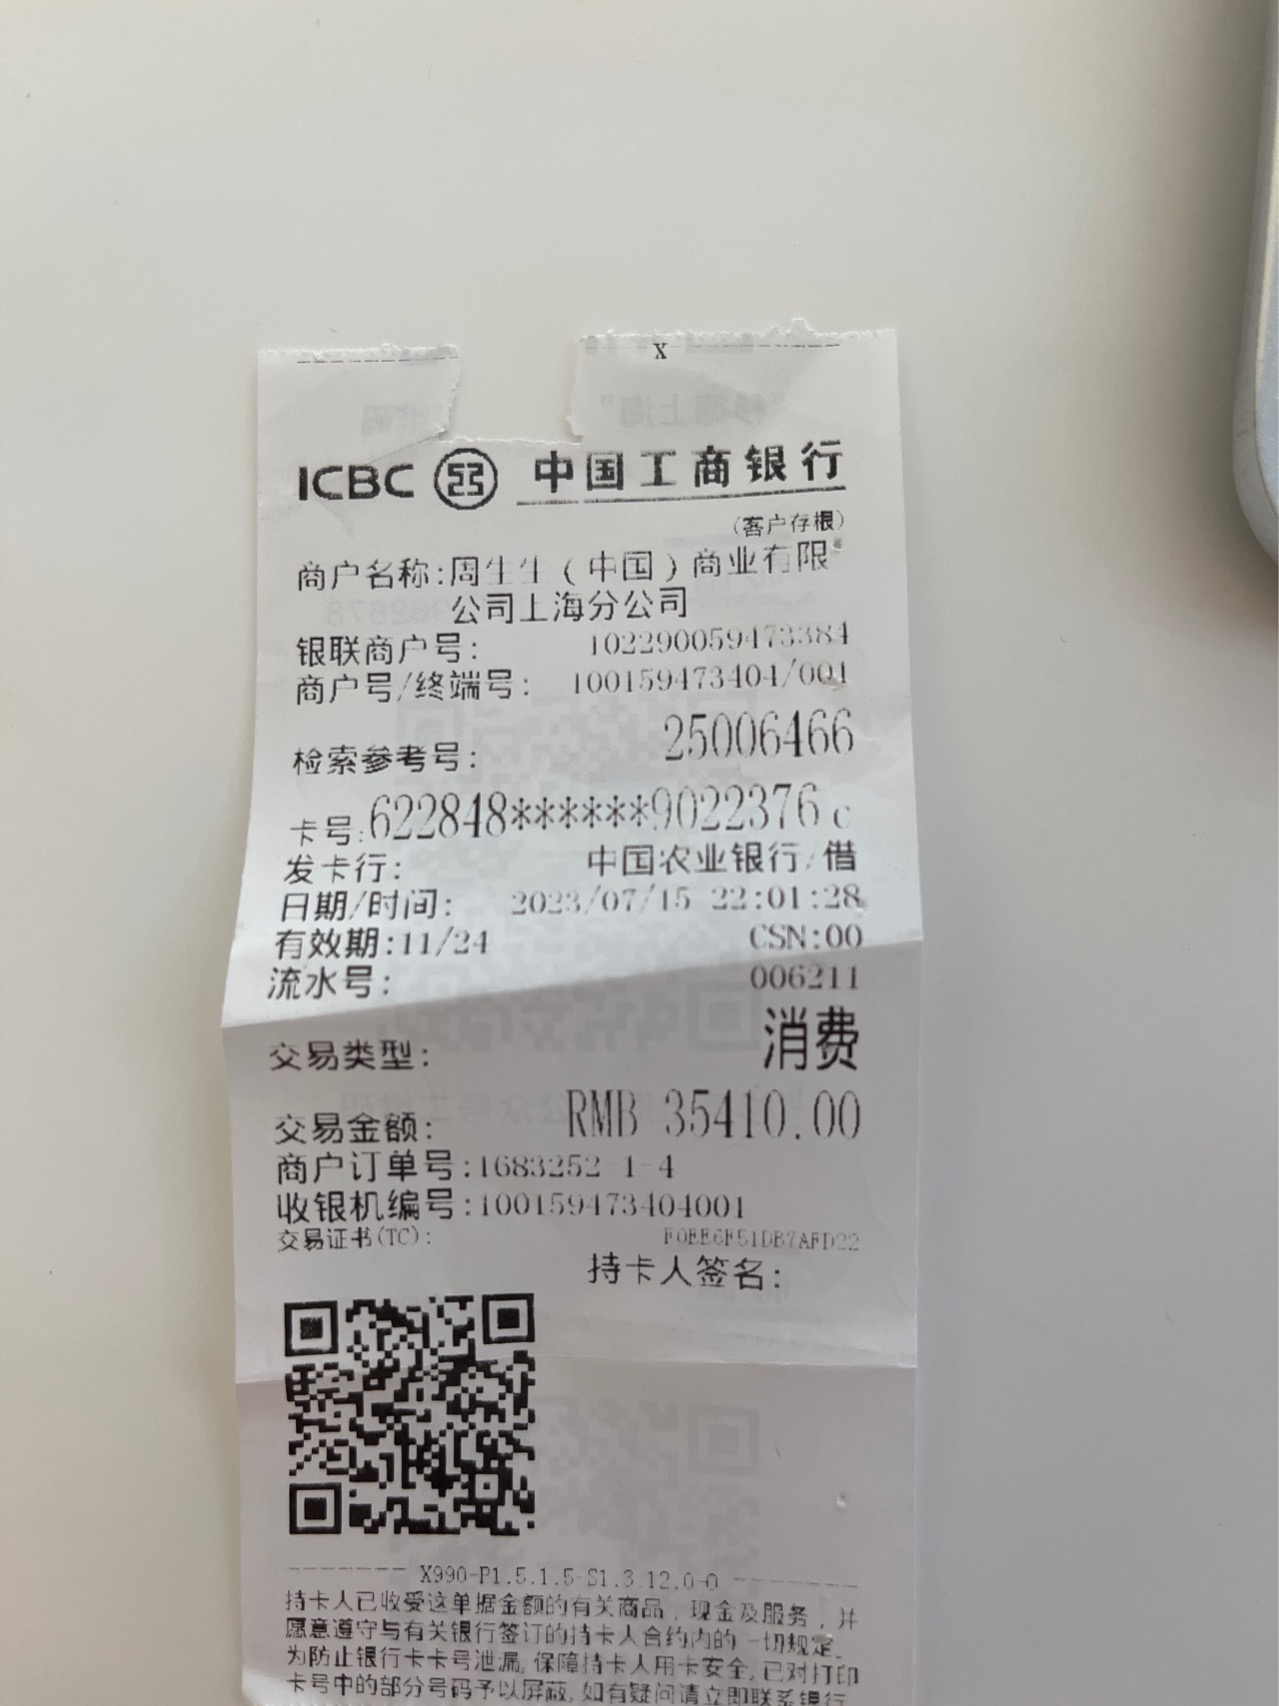 X
ICBC 中国工商银行
(客户存根)
商户名称:周生生(中国)商业有限
公司上海分公司
银联商户号: 102290059473384
商户号/终端号: 100159473404/001
检索参考号: 25006466
卡号:622848******9022376 c
发卡行: 中国农业银行/借
日期/时间: 2023/07/15 22:01:28
有效期:11/24 CSN:00
流水号: 006211
交易类型: 消费
交易金额: RMB 35410.00
商户订单号:1683252-1-4
收银机编号:100159473404001
交易证书(TC): F0EE6F51DB7AFD22
持卡人签名:
X990-P1.5.1.5-S1.3.12.0-0
持卡人已收受这单据金额的有关商品,现金及服务,并
愿意遵守与有关银行签订的持卡人合约内的一切规定。
为防止银行卡卡号泄漏,保障持卡人用卡安全,已对打印
卡号中的部分号码予以屏蔽,如有疑问请立即联系银行